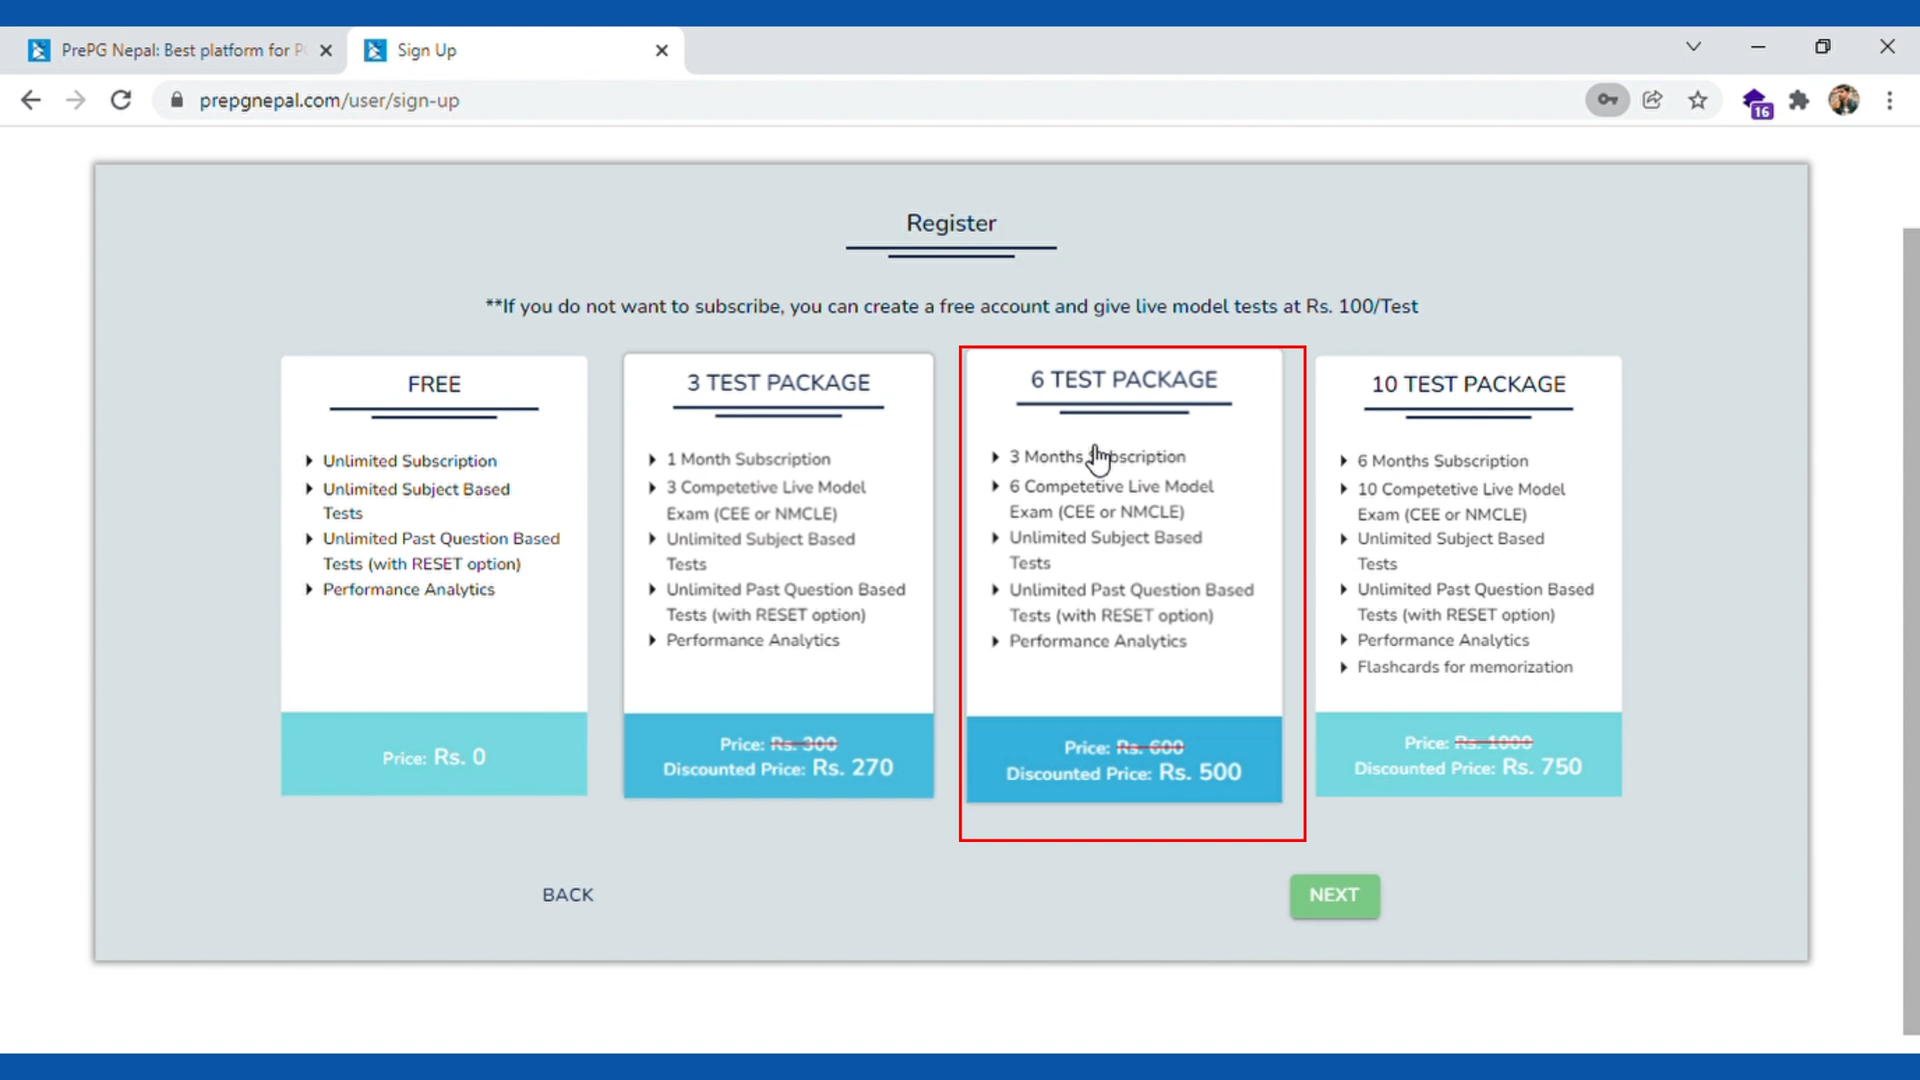 PrePG Nepal: Best platform for P
Sign Up
prepgnepal.com/user/sign-up
16
Register
**If you do not want to subscribe, you can create a free account and give live model tests at Rs. 100/Test
FREE
Unlimited Subscription
Unlimited Subject Based
Tests
Unlimited Past Question Based
Tests (with RESET option)
Performance Analytics
Price: Rs. 0
3 TEST PACKAGE
1 Month Subscription
3 Competetive Live Model
Exam (CEE or NMCLE)
Unlimited Subject Based
Tests
Unlimited Past Question Based
Tests (with RESET option)
Performance Analytics
Price: Rs. 300
Discounted Price: Rs. 270
6 TEST PACKAGE
3 Months Subscription
6 Competetive Live Model
Exam (CEE or NMCLE)
Unlimited Subject Based
Tests
Unlimited Past Question Based
Tests (with RESET option)
Performance Analytics
Price: Rs. 600
Discounted Price: Rs. 500
10 TEST PACKAGE
6 Months Subscription
10 Competetive Live Model
Exam (CEE or NMCLE)
Unlimited Subject Based
Tests
Unlimited Past Question Based
Tests (with RESET option)
Performance Analytics
Flashcards for memorization
Price: Rs. 1000
Discounted Price: Rs. 750
BACK
NEXT